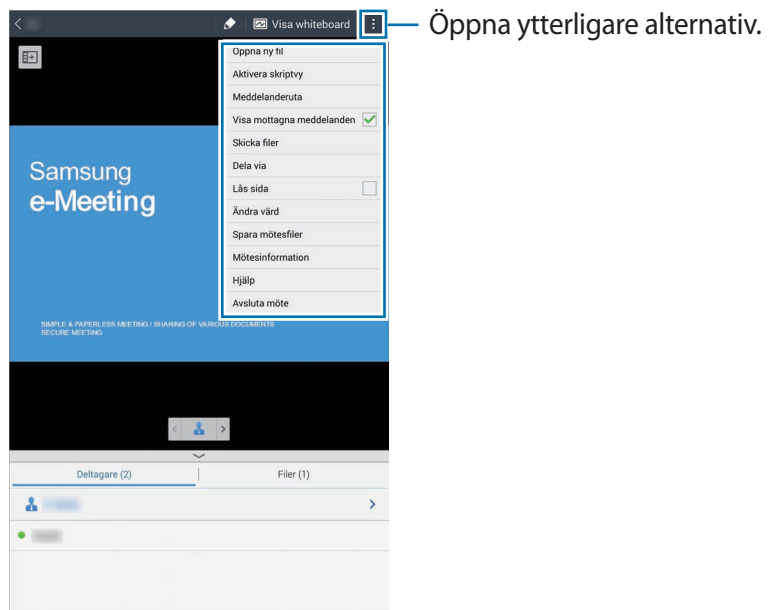 Visa whiteboard
Öppna ytterligare alternativ.
Öppna ny fil
Aktivera skriptvy
Meddelanderuta
Visa mottagna meddelanden
Skicka filer
Dela via
Lås sida
Ändra värd
Spara mötesfiler
Mötesinformation
Hjälp
Avsluta möte
Samsung
e-Meeting
SIMPLE & PAPERLESS MEETING / SHARING OF VARIOUS DOCUMENTS
SECURE MEETING
Deltagare (2)
Filer (1)